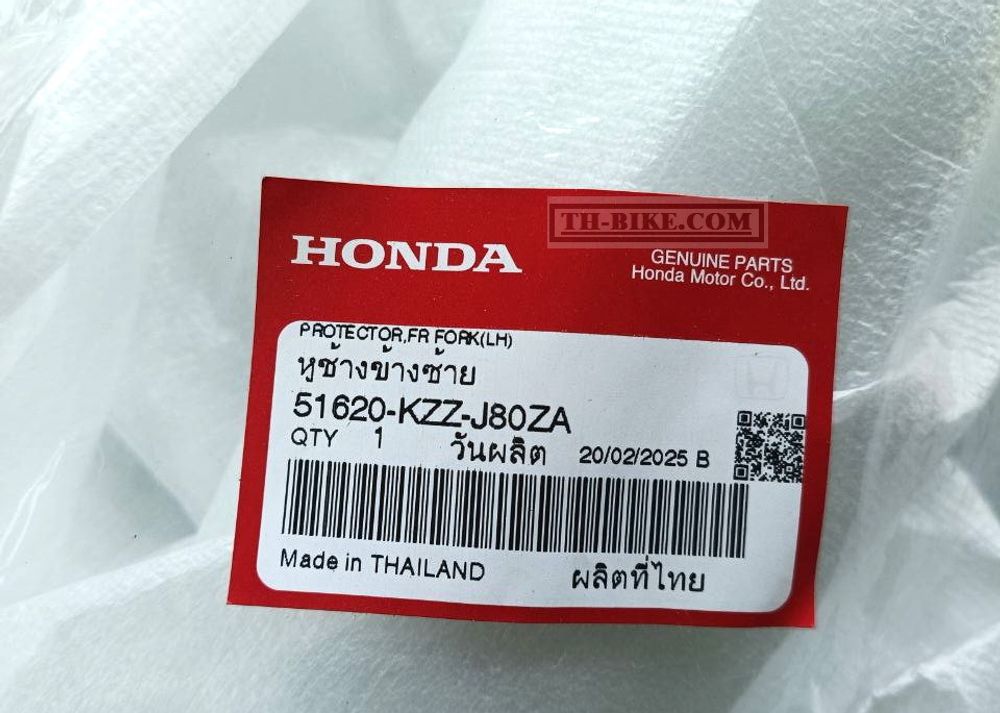 TH-BIKE.COM
HONDA
GENUINE PARTS
Honda Motor Co., Ltd.
PROTECTOR,FR FORK(LH)
หูช้างข้างซ้าย
51620-KZZ-J80ZA
QTY 1 วันผลิต 20/02/2025 B
Made in THAILAND ผลิตที่ไทย